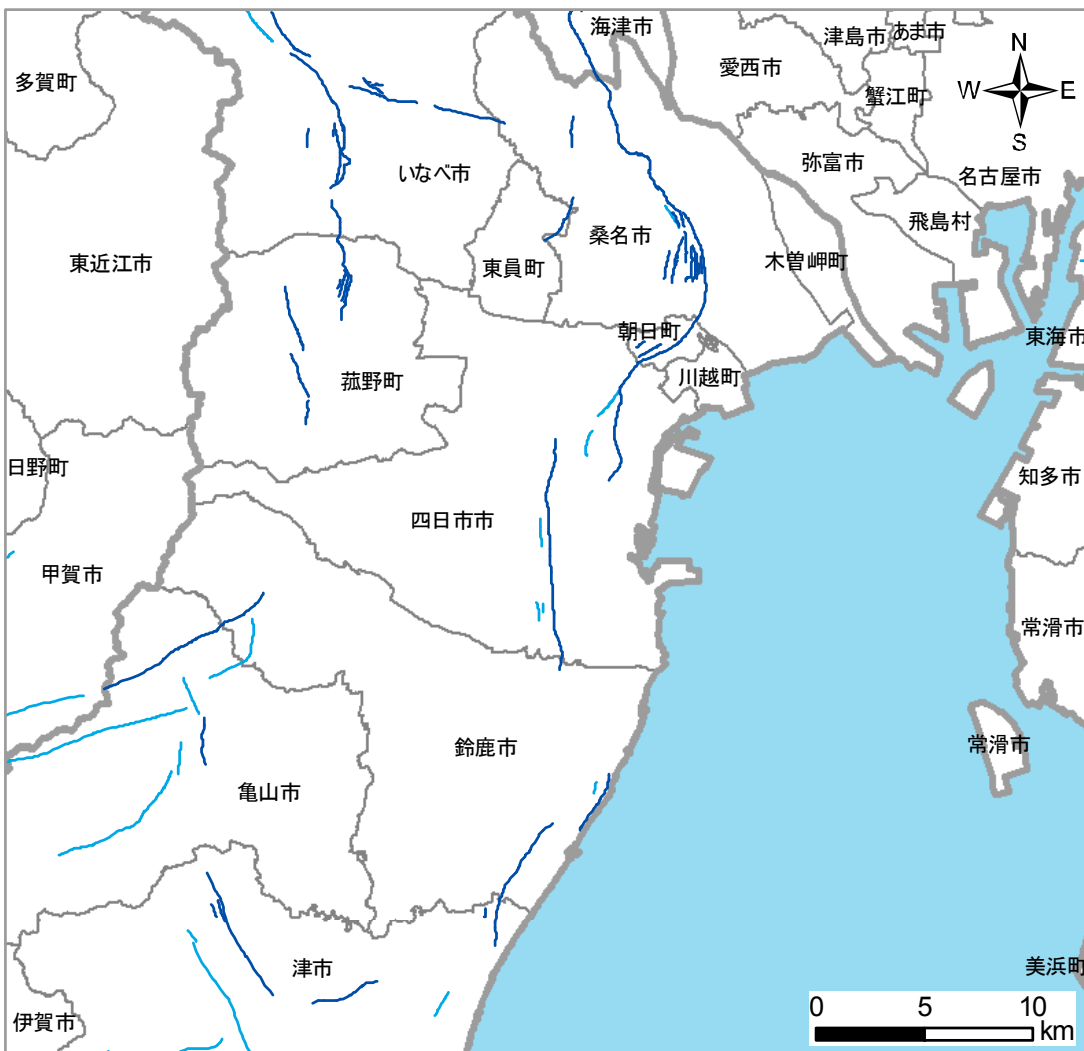 海津市
津島市
あま市
多賀町
愛西市
蟹江町
N
W
E
S
弥富市
いなべ市
名古屋市
飛島村
桑名市
東近江市
東員町
木曽岬町
朝日町
東海市
川越町
菰野町
日野町
知多市
四日市市
甲賀市
常滑市
鈴鹿市
常滑市
亀山市
津市
美浜町
伊賀市
0 5 10
km